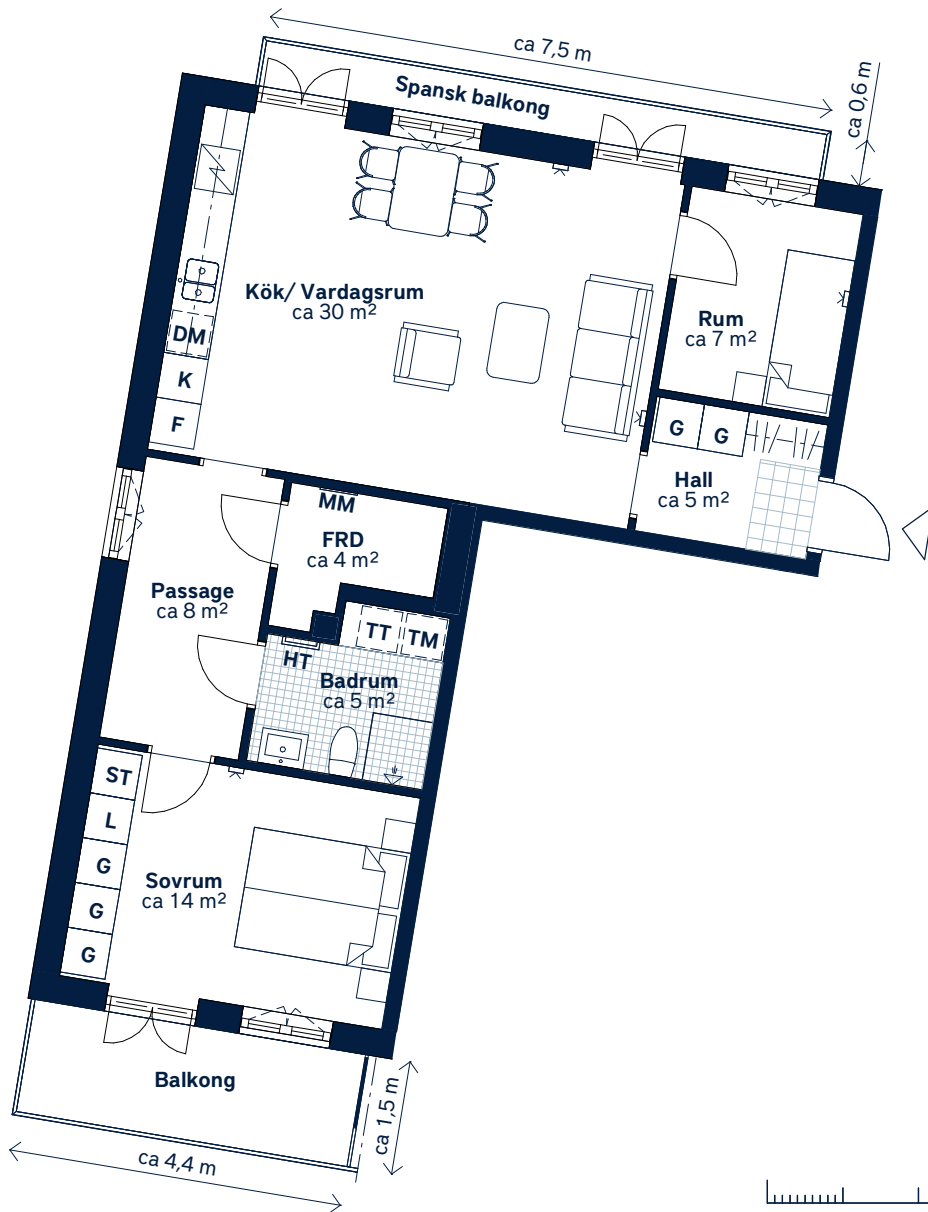 ca 7,5 m
ca 0,6 m
Spansk balkong
Kök/ Vardagsrum
ca 30 m²
DM
K
F
Rum
ca 7 m²
G
G
Hall
ca 5 m²
MM
FRD
ca 4 m²
Passage
ca 8 m²
TT
TM
HT
Badrum
ca 5 m²
ST
L
G
G
G
Sovrum
ca 14 m²
Balkong
ca 1,5 m
ca 4,4 m